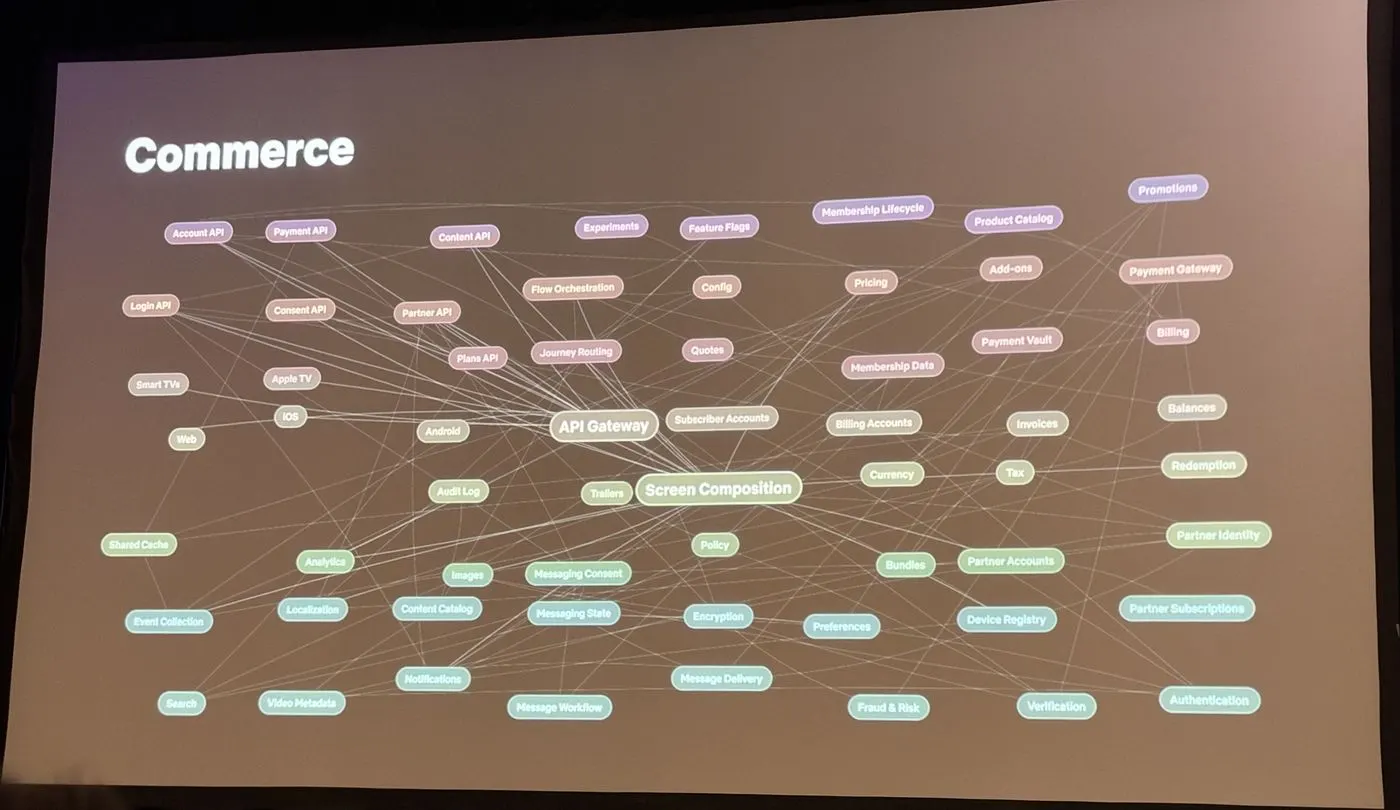 Commerce
Promotions
Membership Lifecycle
Product Catalog
Account API
Payment API
Content API
Experiments
Feature Flags
Flow Orchestration
Config
Pricing
Add-ons
Payment Gateway
Login API
Consent API
Partner API
Plans API
Journey Routing
Quotes
Membership Data
Payment Vault
Billing
Smart TVs
Apple TV
iOS
Web
Android
API Gateway
Subscriber Accounts
Billing Accounts
Invoices
Balances
Audit Log
Trailers
Screen Composition
Currency
Tax
Redemption
Shared Cache
Analytics
Images
Messaging Consent
Policy
Bundles
Partner Accounts
Partner Identity
Event Collection
Localization
Content Catalog
Messaging State
Encryption
Preferences
Device Registry
Partner Subscriptions
Notifications
Message Delivery
Search
Video Metadata
Message Workflow
Fraud & Risk
Verification
Authentication